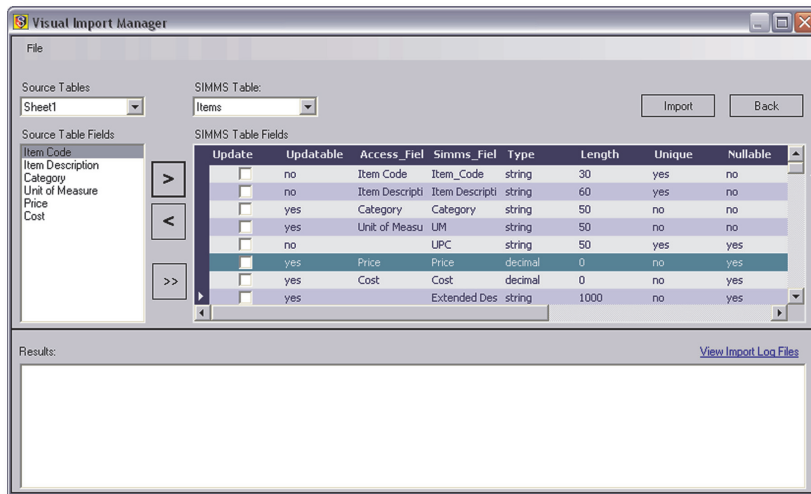 Visual Import Manager
File
Source Tables
SIMMS Table:
Sheet1
Items
Import
Back
Source Table Fields
SIMMS Table Fields
Item Code
Item Description
Category
Unit of Measure
Price
Cost
>
<
>>
Update Updatable Access_Fiel Simms_Fiel Type Length Unique Nullable
no Item Code Item_Code string 30 yes no
no Item Descripti Item Descripti string 60 yes no
yes Category Category string 50 no no
yes Unit of Measu UM string 50 no no
no UPC string 50 yes yes
yes Price Price decimal 0 no yes
yes Cost Cost decimal 0 no yes
yes Extended Des string 1000 no yes
Results:
View Import Log Files